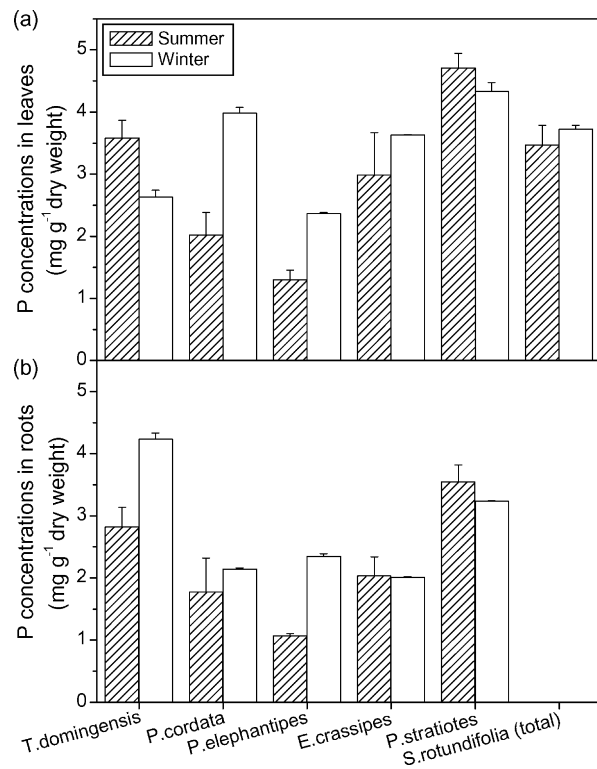 (a)
Summer
Winter
P concentrations in leaves
(mg g⁻¹ dry weight)
5
4
3
2
1
0
(b)
P concentrations in roots
(mg g⁻¹ dry weight)
5
4
3
2
1
0
T.domingensis
P.cordata
P.elephantipes
E.crassipes
P.stratiotes
S.rotundifolia (total)